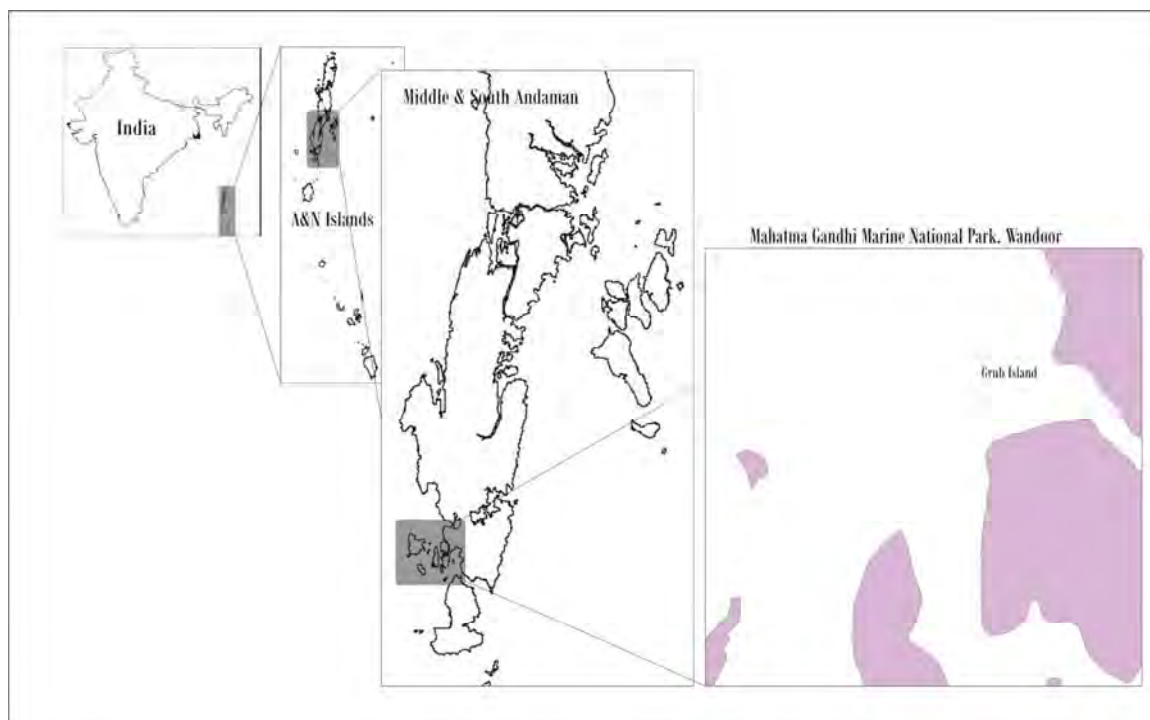 India
A&N Islands
Middle & South Andaman
Mahatma Gandhi Marine National Park, Wandoor
Grub Island